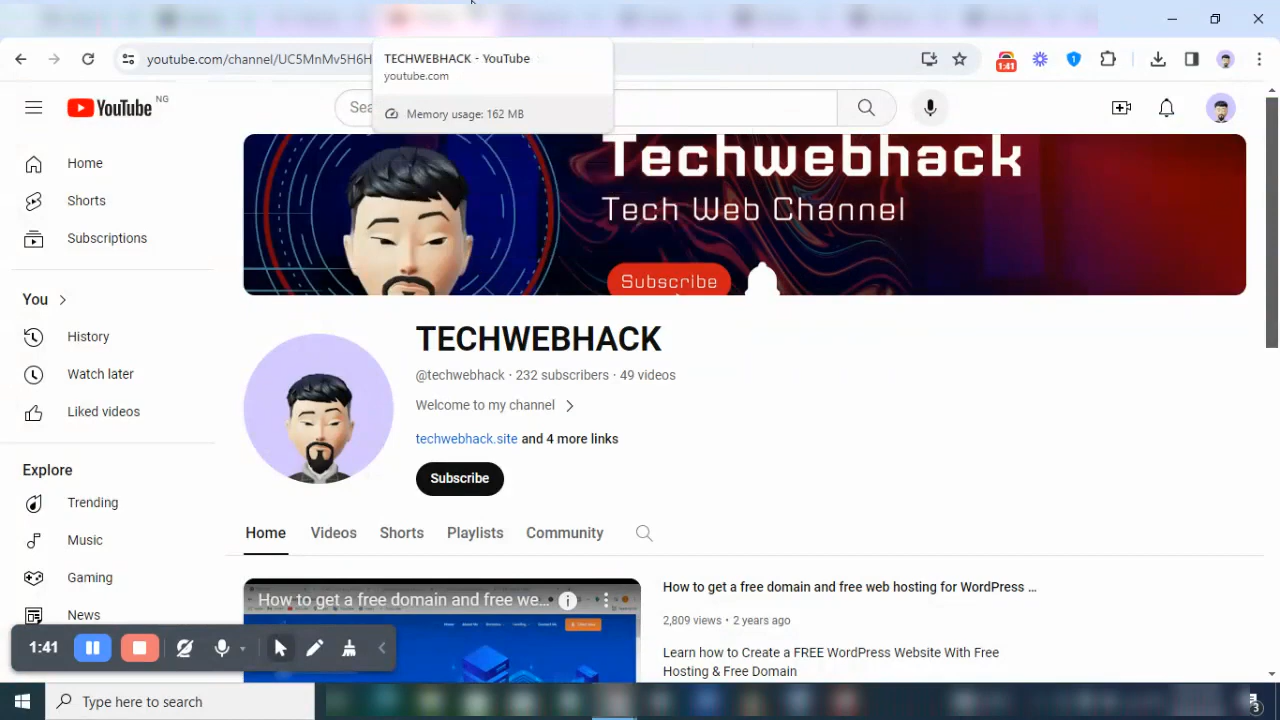 youtube.com/channel/UC5MnMv5H6H
TECHWEBHACK - YouTube
youtube.com
Memory usage: 162 MB
1:41
1
YouTube NG
Sea
Home
Shorts
Subscriptions
You
History
Watch later
Liked videos
Explore
Trending
Music
Gaming
News
Techwebhack
Tech Web Channel
Subscribe
TECHWEBHACK
@techwebhack · 232 subscribers · 49 videos
Welcome to my channel
techwebhack.site and 4 more links
Subscribe
Home Videos Shorts Playlists Community
How to get a free domain and free we...
How to get a free domain and free web hosting for WordPress ...
2,809 views • 2 years ago
Learn how to Create a FREE WordPress Website With Free
Hosting & Free Domain
1:41
Type here to search
3